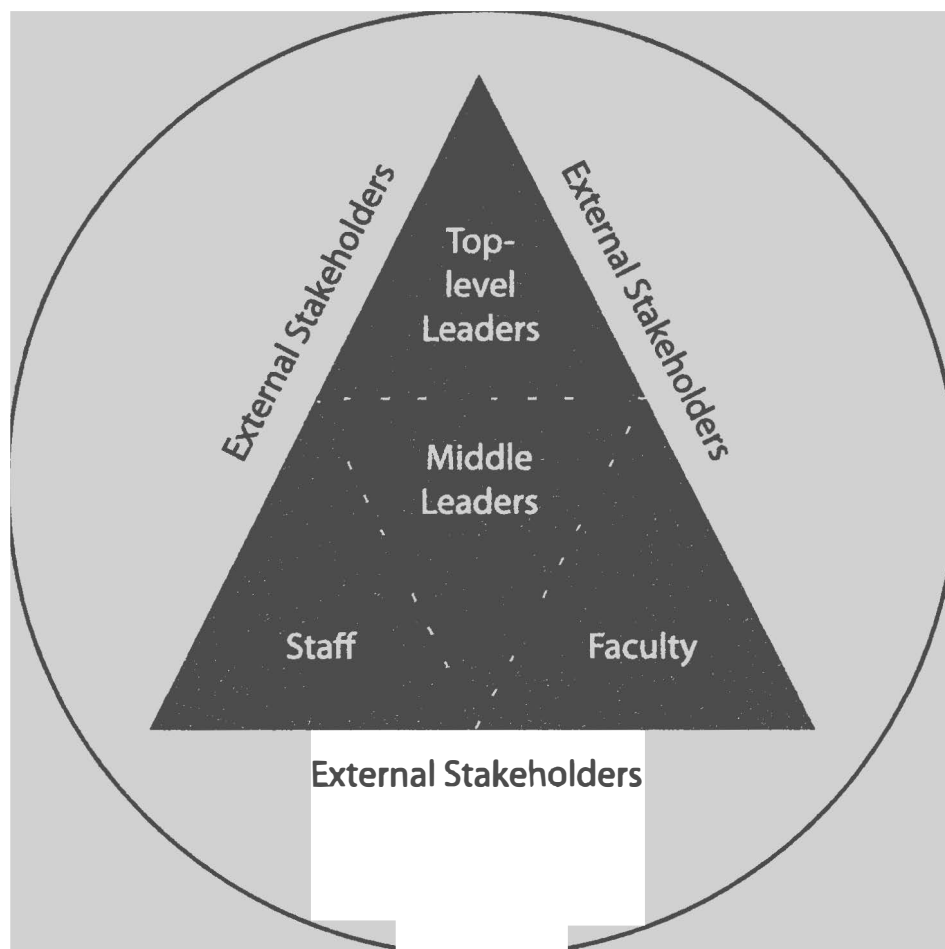 External Stakeholders
External Stakeholders
Top-
level
Leaders
Middle
Leaders
Staff
Faculty
External Stakeholders